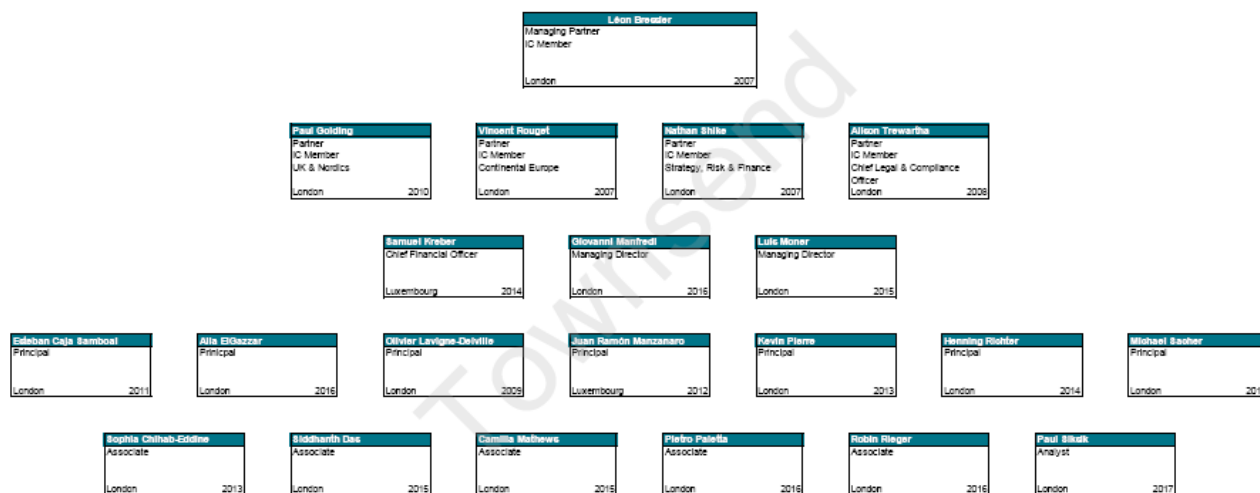 Léon Bressler
Managing Partner
IC Member
London 2007
Paul Golding Vincent Rouget Nathan Shike Alison Trewartha
Partner Partner Partner Partner
IC Member IC Member IC Member IC Member
UK & Nordics Continental Europe Strategy, Risk & Finance Chief Legal & Compliance
Officer
London 2010 London 2007 London 2007 London 2008
Samuel Kreber Giovanni Manfredi Luis Moner
Chief Financial Officer Managing Director Managing Director
Luxembourg 2014 London 2016 London 2015
Esteban Caja Samboal Alia ElGazzar Olivier Lavigne-Delville Juan Ramón Manzanaro Kevin Pierre Henning Richter Michael Sacher
Principal Prinicpal Principal Principal Principal Principal Principal
London 2011 London 2016 London 2009 Luxembourg 2012 London 2013 London 2014 London
Sophia Chihab-Eddine Siddhanth Das Camilla Mathews Pietro Paletta Robin Rieger Paul Siksik
Associate Associate Associate Associate Associate Analyst
London 2013 London 2015 London 2015 London 2016 London 2016 London 2017
Townsend